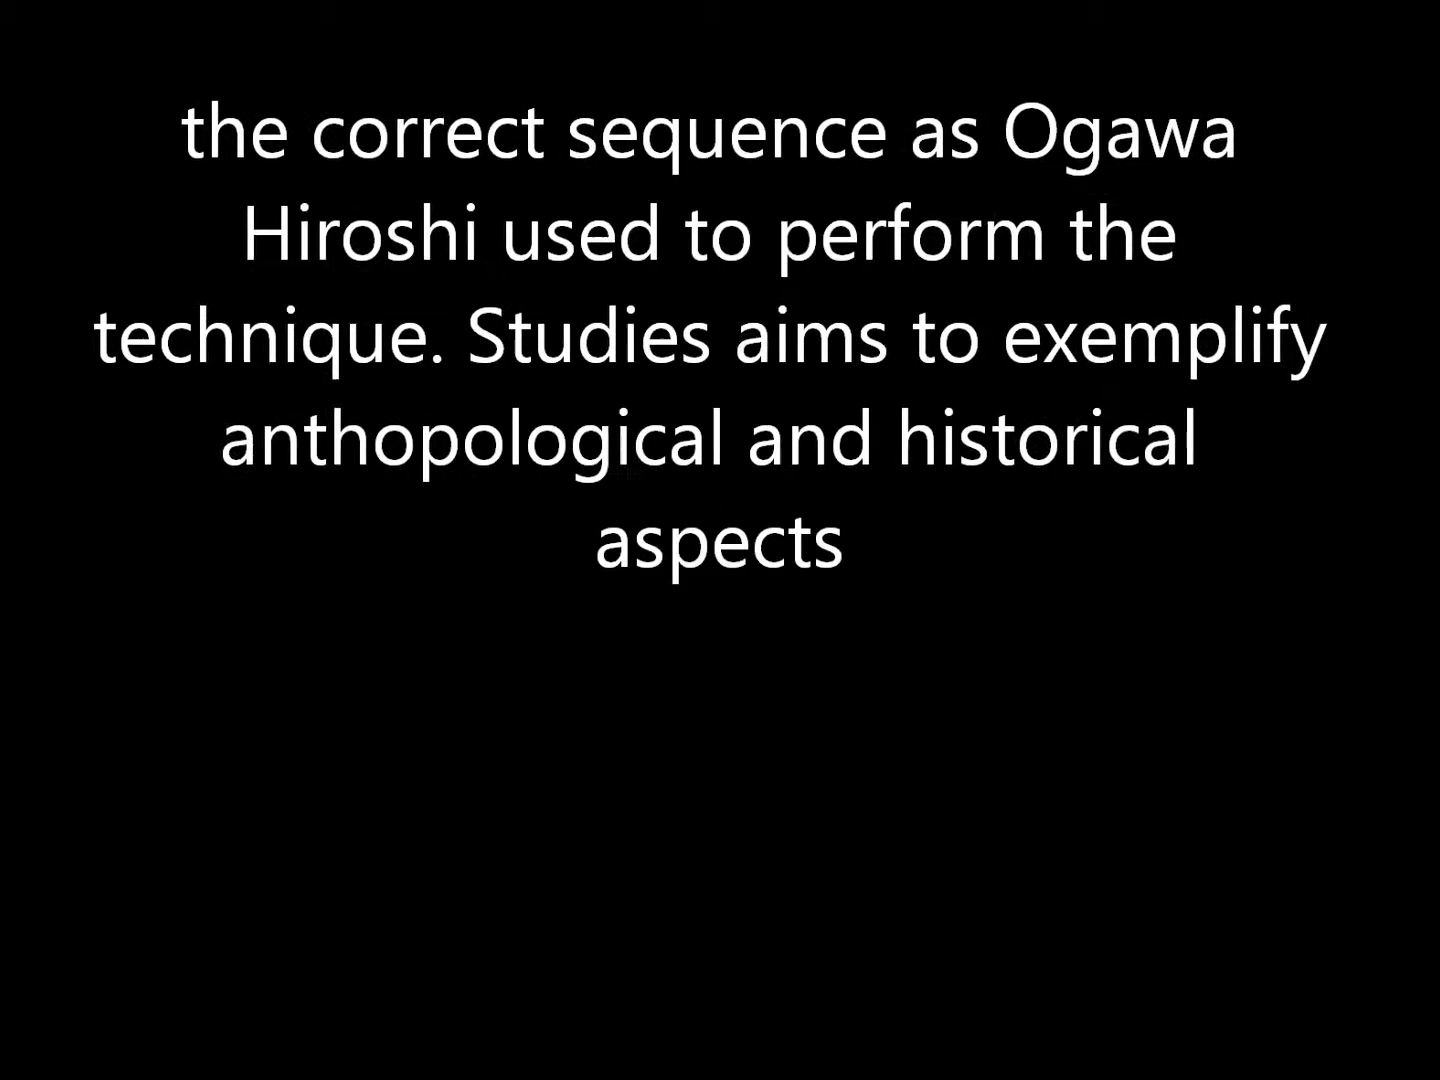 the correct sequence as Ogawa
Hiroshi used to perform the
technique. Studies aims to exemplify
anthopological and historical
aspects